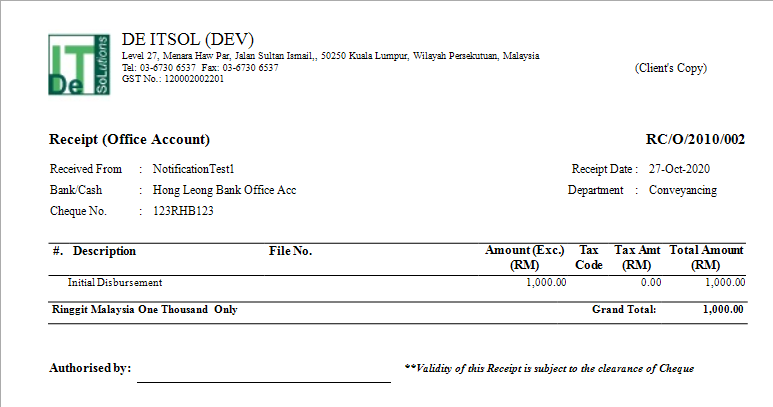 IT
De
SoLutions
DE ITSOL (DEV)
Level 27, Menara Haw Par, Jalan Sultan Ismail,, 50250 Kuala Lumpur, Wilayah Persekutuan, Malaysia
Tel: 03-6730 6537 Fax: 03-6730 6537
GST No.: 120002002201
(Client's Copy)
Receipt (Office Account) RC/O/2010/002
Received From : NotificationTest1 Receipt Date : 27-Oct-2020
Bank/Cash : Hong Leong Bank Office Acc Department : Conveyancing
Cheque No. : 123RHB123
#. Description File No. Amount (Exc.) Tax Tax Amt Total Amount
(RM) Code (RM) (RM)
Initial Disbursement 1,000.00 0.00 1,000.00
Ringgit Malaysia One Thousand Only Grand Total: 1,000.00
Authorised by: **Validity of this Receipt is subject to the clearance of Cheque